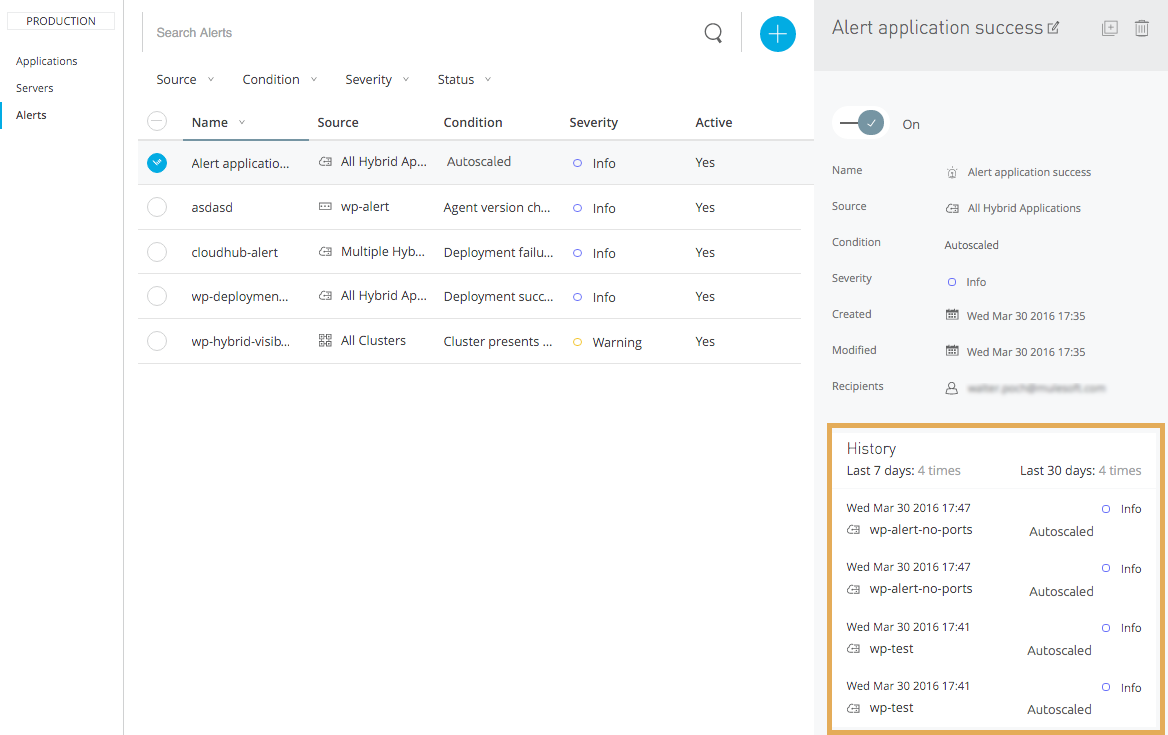 PRODUCTION
Applications
Servers
Alerts
Search Alerts
Source Condition Severity Status
Name Source Condition Severity Active
Alert applicatio... All Hybrid Ap... Autoscaled Info Yes
asdasd wp-alert Agent version ch... Info Yes
cloudhub-alert Multiple Hyb... Deployment failu... Info Yes
wp-deploymen... All Hybrid Ap... Deployment succ... Info Yes
wp-hybrid-visib... All Clusters Cluster presents ... Warning Yes
Alert application success
On
Name Alert application success
Source All Hybrid Applications
Condition Autoscaled
Severity Info
Created Wed Mar 30 2016 17:35
Modified Wed Mar 30 2016 17:35
Recipients
History
Last 7 days: 4 times Last 30 days: 4 times
Wed Mar 30 2016 17:47 Info
wp-alert-no-ports Autoscaled
Wed Mar 30 2016 17:47 Info
wp-alert-no-ports Autoscaled
Wed Mar 30 2016 17:41 Info
wp-test Autoscaled
Wed Mar 30 2016 17:41 Info
wp-test Autoscaled